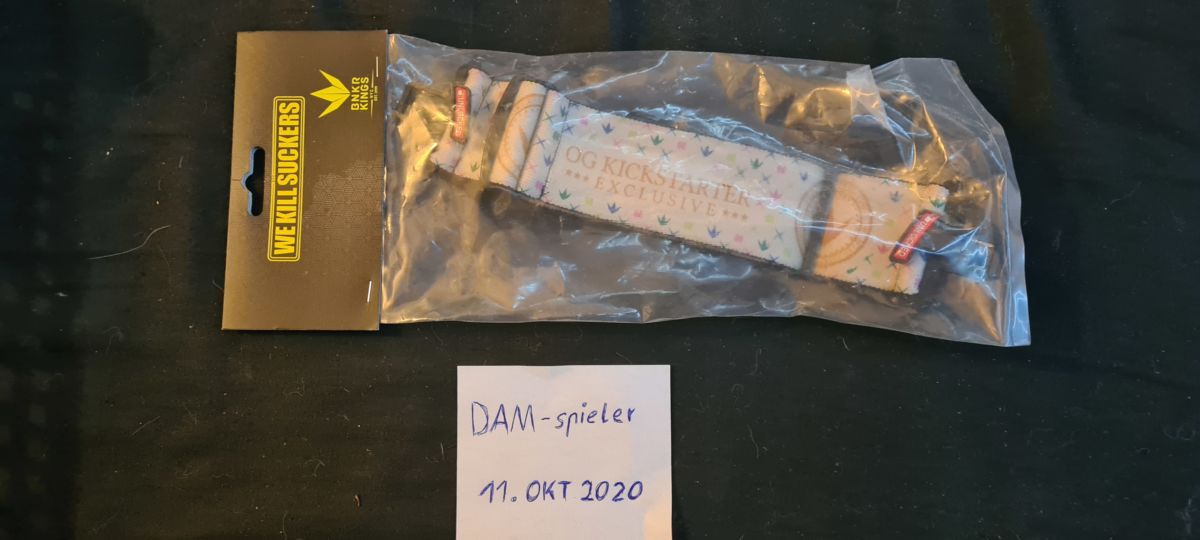 WE KILL SUCKERS
BNKR
KINGS
OG KICKSTARTER
*** EXCLUSIVE ***
DAM-spieler
11. OKT 2020